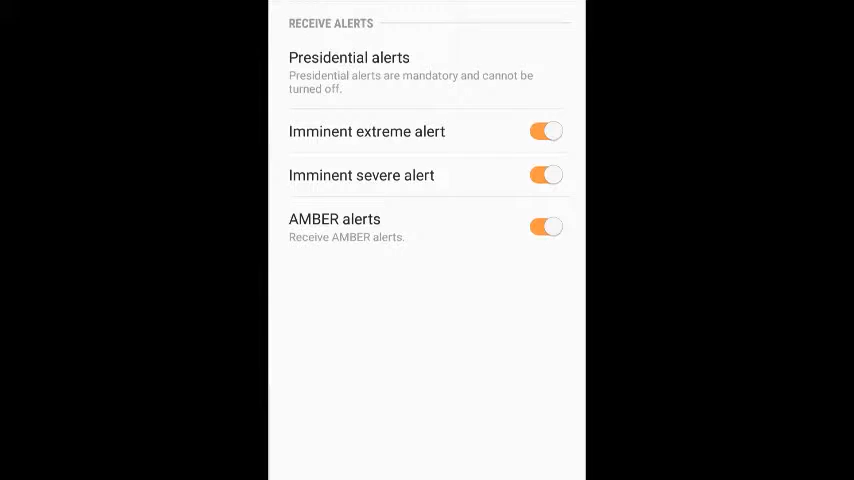 RECEIVE ALERTS
Presidential alerts
Presidential alerts are mandatory and cannot be
turned off.
Imminent extreme alert
Imminent severe alert
AMBER alerts
Receive AMBER alerts.